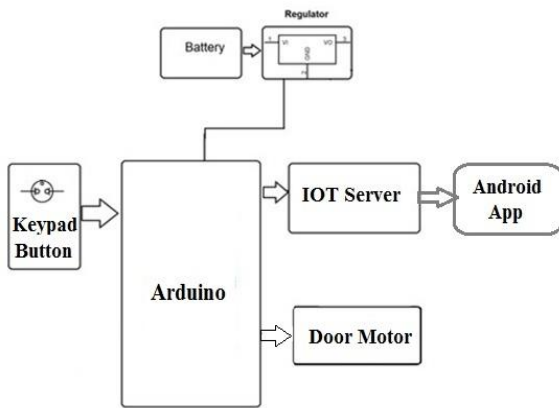 Regulator
Battery
1
VI
VO
3
GND
2
Keypad
Button
Arduino
IOT Server
Android
App
Door Motor